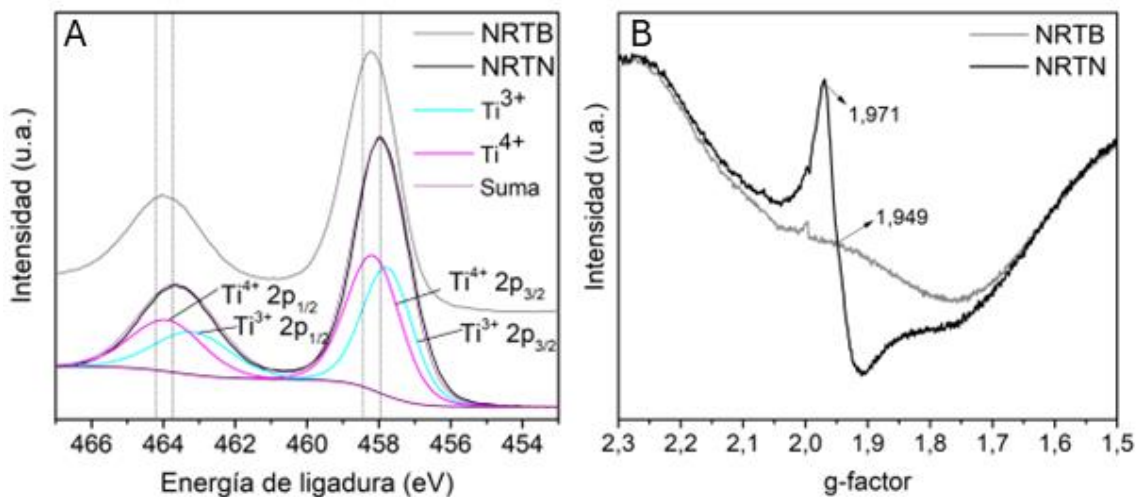 A
NRTB
NRTN
Ti3+
Ti4+
Suma
Ti4+ 2p1/2
Ti3+ 2p1/2
Ti4+ 2p3/2
Ti3+ 2p3/2
Intensidad (u.a.)
466 464 462 460 458 456 454
Energía de ligadura (eV)
B
NRTB
NRTN
1,971
1,949
Intensidad (u.a.)
2,3 2,2 2,1 2,0 1,9 1,8 1,7 1,6 1,5
g-factor